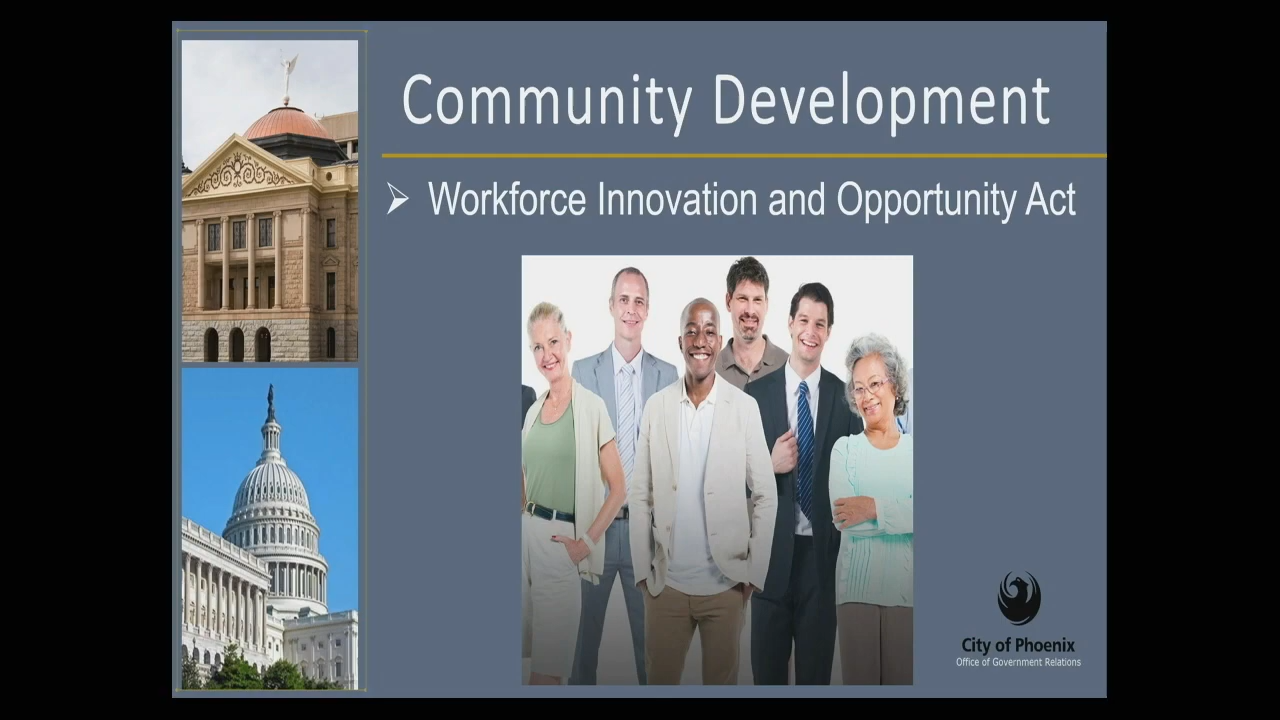 Community Development
Workforce Innovation and Opportunity Act
City of Phoenix
Office of Government Relations